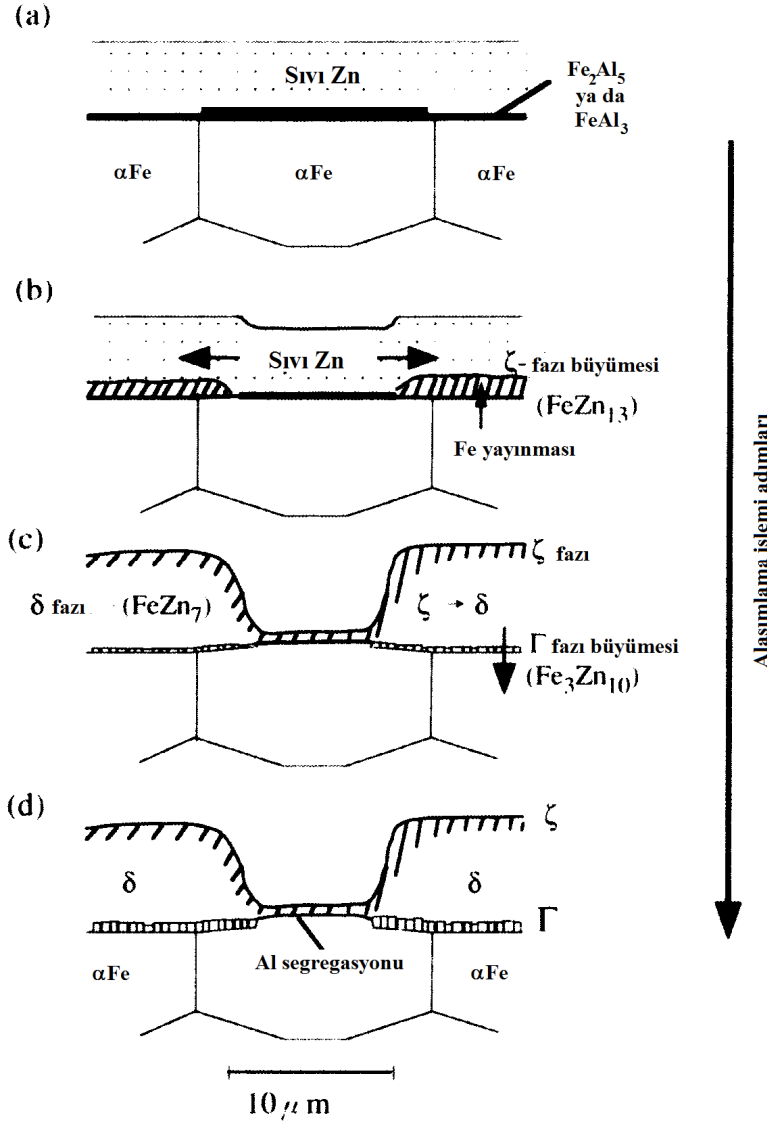 (a)
Sıvı Zn
Fe₂Al₅
ya da
FeAl₃
αFe
αFe
αFe
(b)
Sıvı Zn
ζ- fazı büyümesi
(FeZn₁₃)
Fe yayınması
(c)
ζ fazı
δ fazı (FeZn₇)
ζ → δ
Γ fazı büyümesi
(Fe₃Zn₁₀)
(d)
ζ
δ
δ
Γ
Al segregasyonu
αFe
αFe
10 μ m
Alaşımlama işlemi adımları